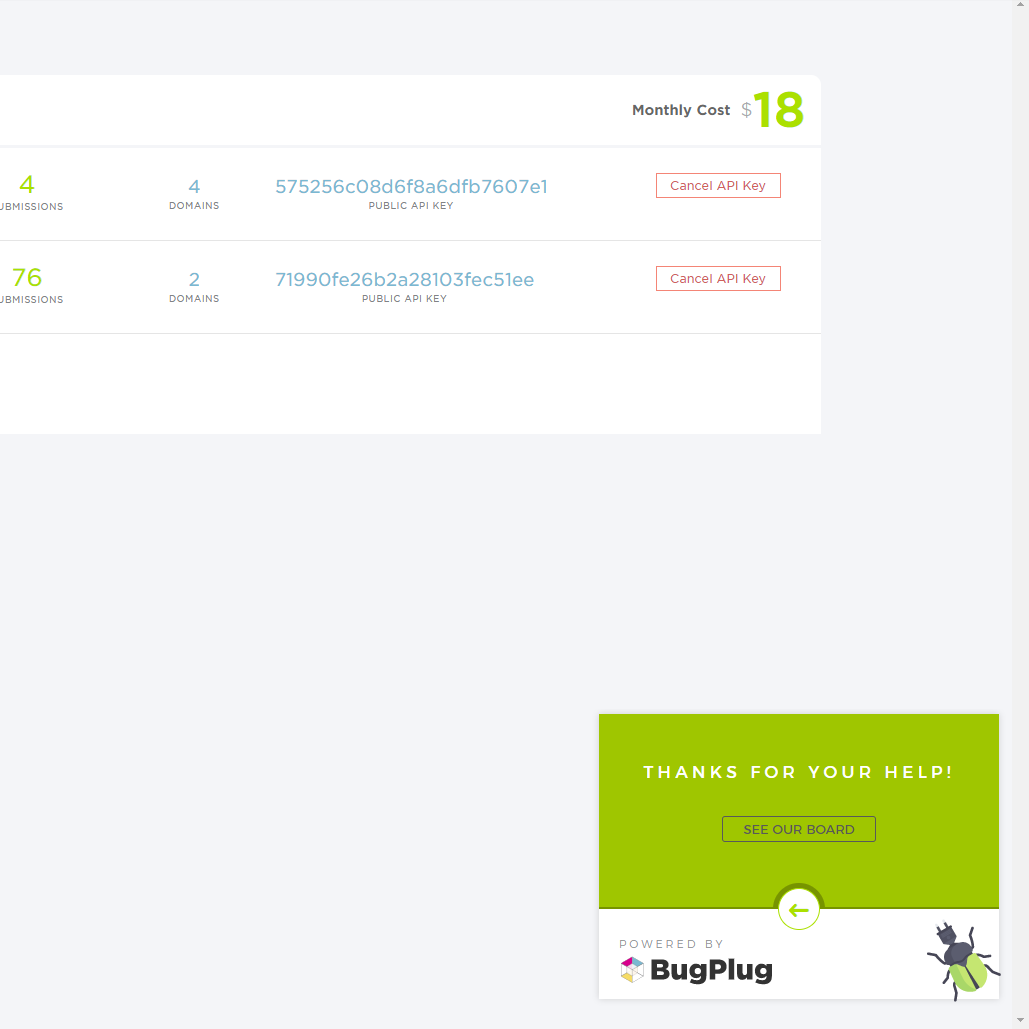 Monthly Cost $18
4
UBMISSIONS
4
DOMAINS
575256c08d6f8a6dfb7607e1
PUBLIC API KEY
Cancel API Key
76
UBMISSIONS
2
DOMAINS
71990fe26b2a28103fec51ee
PUBLIC API KEY
Cancel API Key
THANKS FOR YOUR HELP!
SEE OUR BOARD
POWERED BY
BugPlug